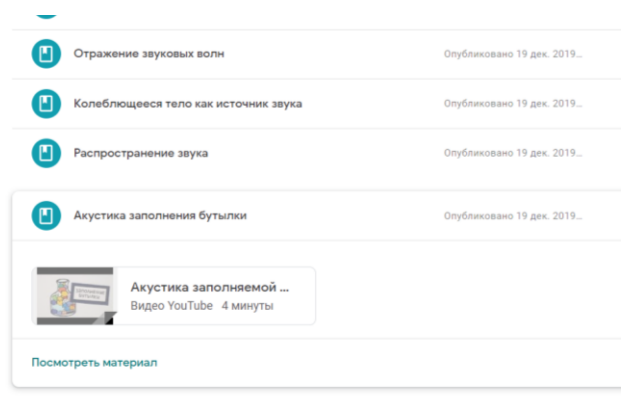 Отражение звуковых волн
Опубликовано 19 дек. 2019...
Колеблющееся тело как источник звука
Опубликовано 19 дек. 2019...
Распространение звука
Опубликовано 19 дек. 2019...
Акустика заполнения бутылки
Опубликовано 19 дек. 2019...
Акустика заполняемой ...
Видео YouTube 4 минуты
Посмотреть материал